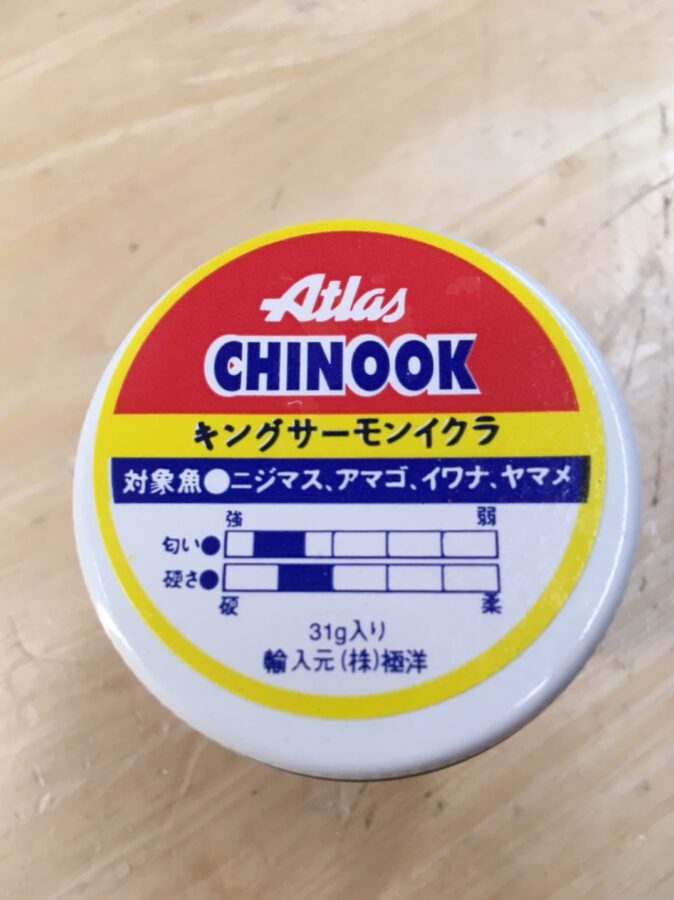 Atlas
CHINOOK
キングサーモンイクラ
対象魚●ニジマス、アマゴ、イワナ、ヤマメ
強 弱
匂い●
硬さ●
硬 柔
31g入り
輸入元(株)極洋